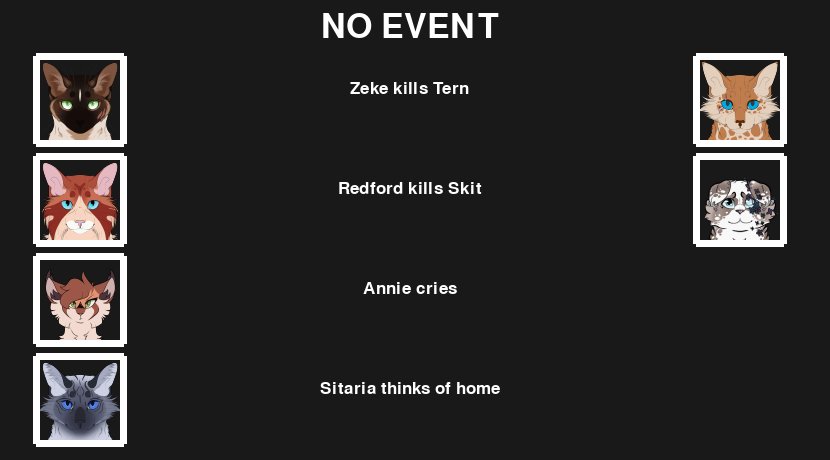 NO EVENT
Zeke kills Tern
Redford kills Skit
Annie cries
Sitaria thinks of home